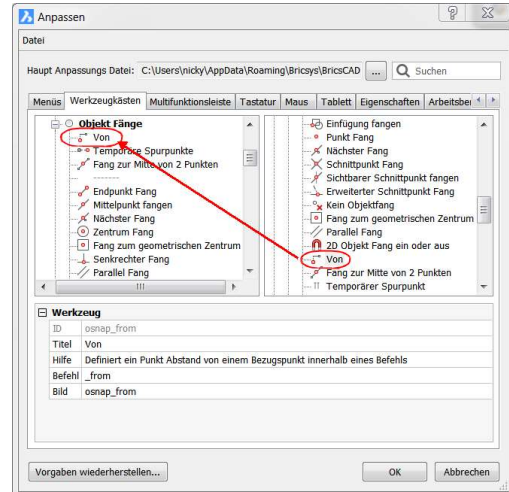 Anpassen
Datei
Haupt Anpassungs Datei: C:\Users\nicky\AppData\Roaming\Bricsys\BricsCAD ... Suchen
Menüs Werkzeugkästen Multifunktionsleiste Tastatur Maus Tablett Eigenschaften Arbeitsber
Objekt Fänge
Von
Temporäre Spurpunkte
Fang zur Mitte von 2 Punkten
--------
Endpunkt Fang
Mittelpunkt fangen
Nächster Fang
Zentrum Fang
Fang zum geometrischen Zentrum
Senkrechter Fang
Parallel Fang
Einfügung fangen
Punkt Fang
Nächster Fang
Schnittpunkt Fang
Sichtbarer Schnittpunkt fangen
Erweiterter Schnittpunkt Fang
Kein Objektfang
Fang zum geometrischen Zentrum
Parallel Fang
2D Objekt Fang ein oder aus
Von
Fang zur Mitte von 2 Punkten
Temporärer Spurpunkt
Werkzeug
ID osnap_from
Titel Von
Hilfe Definiert ein Punkt Abstand von einem Bezugspunkt innerhalb eines Befehls
Befehl _from
Bild osnap_from
Vorgaben wiederherstellen... OK Abbrechen